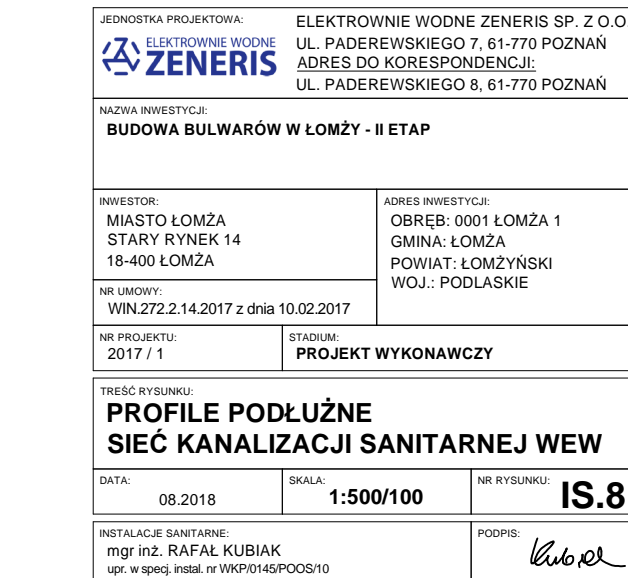 JEDNOSTKA PROJEKTOWA:
ELEKTROWNIE WODNE
ZENERIS
ELEKTROWNIE WODNE ZENERIS SP. Z O.O
UL. PADEREWSKIEGO 7, 61-770 POZNAŃ
ADRES DO KORESPONDENCJI:
UL. PADEREWSKIEGO 8, 61-770 POZNAŃ
NAZWA INWESTYCJI:
BUDOWA BULWARÓW W ŁOMŻY - II ETAP
INWESTOR:
MIASTO ŁOMŻA
STARY RYNEK 14
18-400 ŁOMŻA
ADRES INWESTYCJI:
OBRĘB: 0001 ŁOMŻA 1
GMINA: ŁOMŻA
POWIAT: ŁOMŻYŃSKI
WOJ.: PODLASKIE
NR UMOWY:
WIN.272.2.14.2017 z dnia 10.02.2017
NR PROJEKTU:
2017 / 1
STADIUM:
PROJEKT WYKONAWCZY
TREŚĆ RYSUNKU:
PROFILE PODŁUŻNE
SIEĆ KANALIZACJI SANITARNEJ WEW
DATA:
08.2018
SKALA:
1:500/100
NR RYSUNKU:
IS.8
INSTALACJE SANITARNE:
mgr inż. RAFAŁ KUBIAK
upr. w specj. instal. nr WKP/0145/POOS/10
PODPIS: